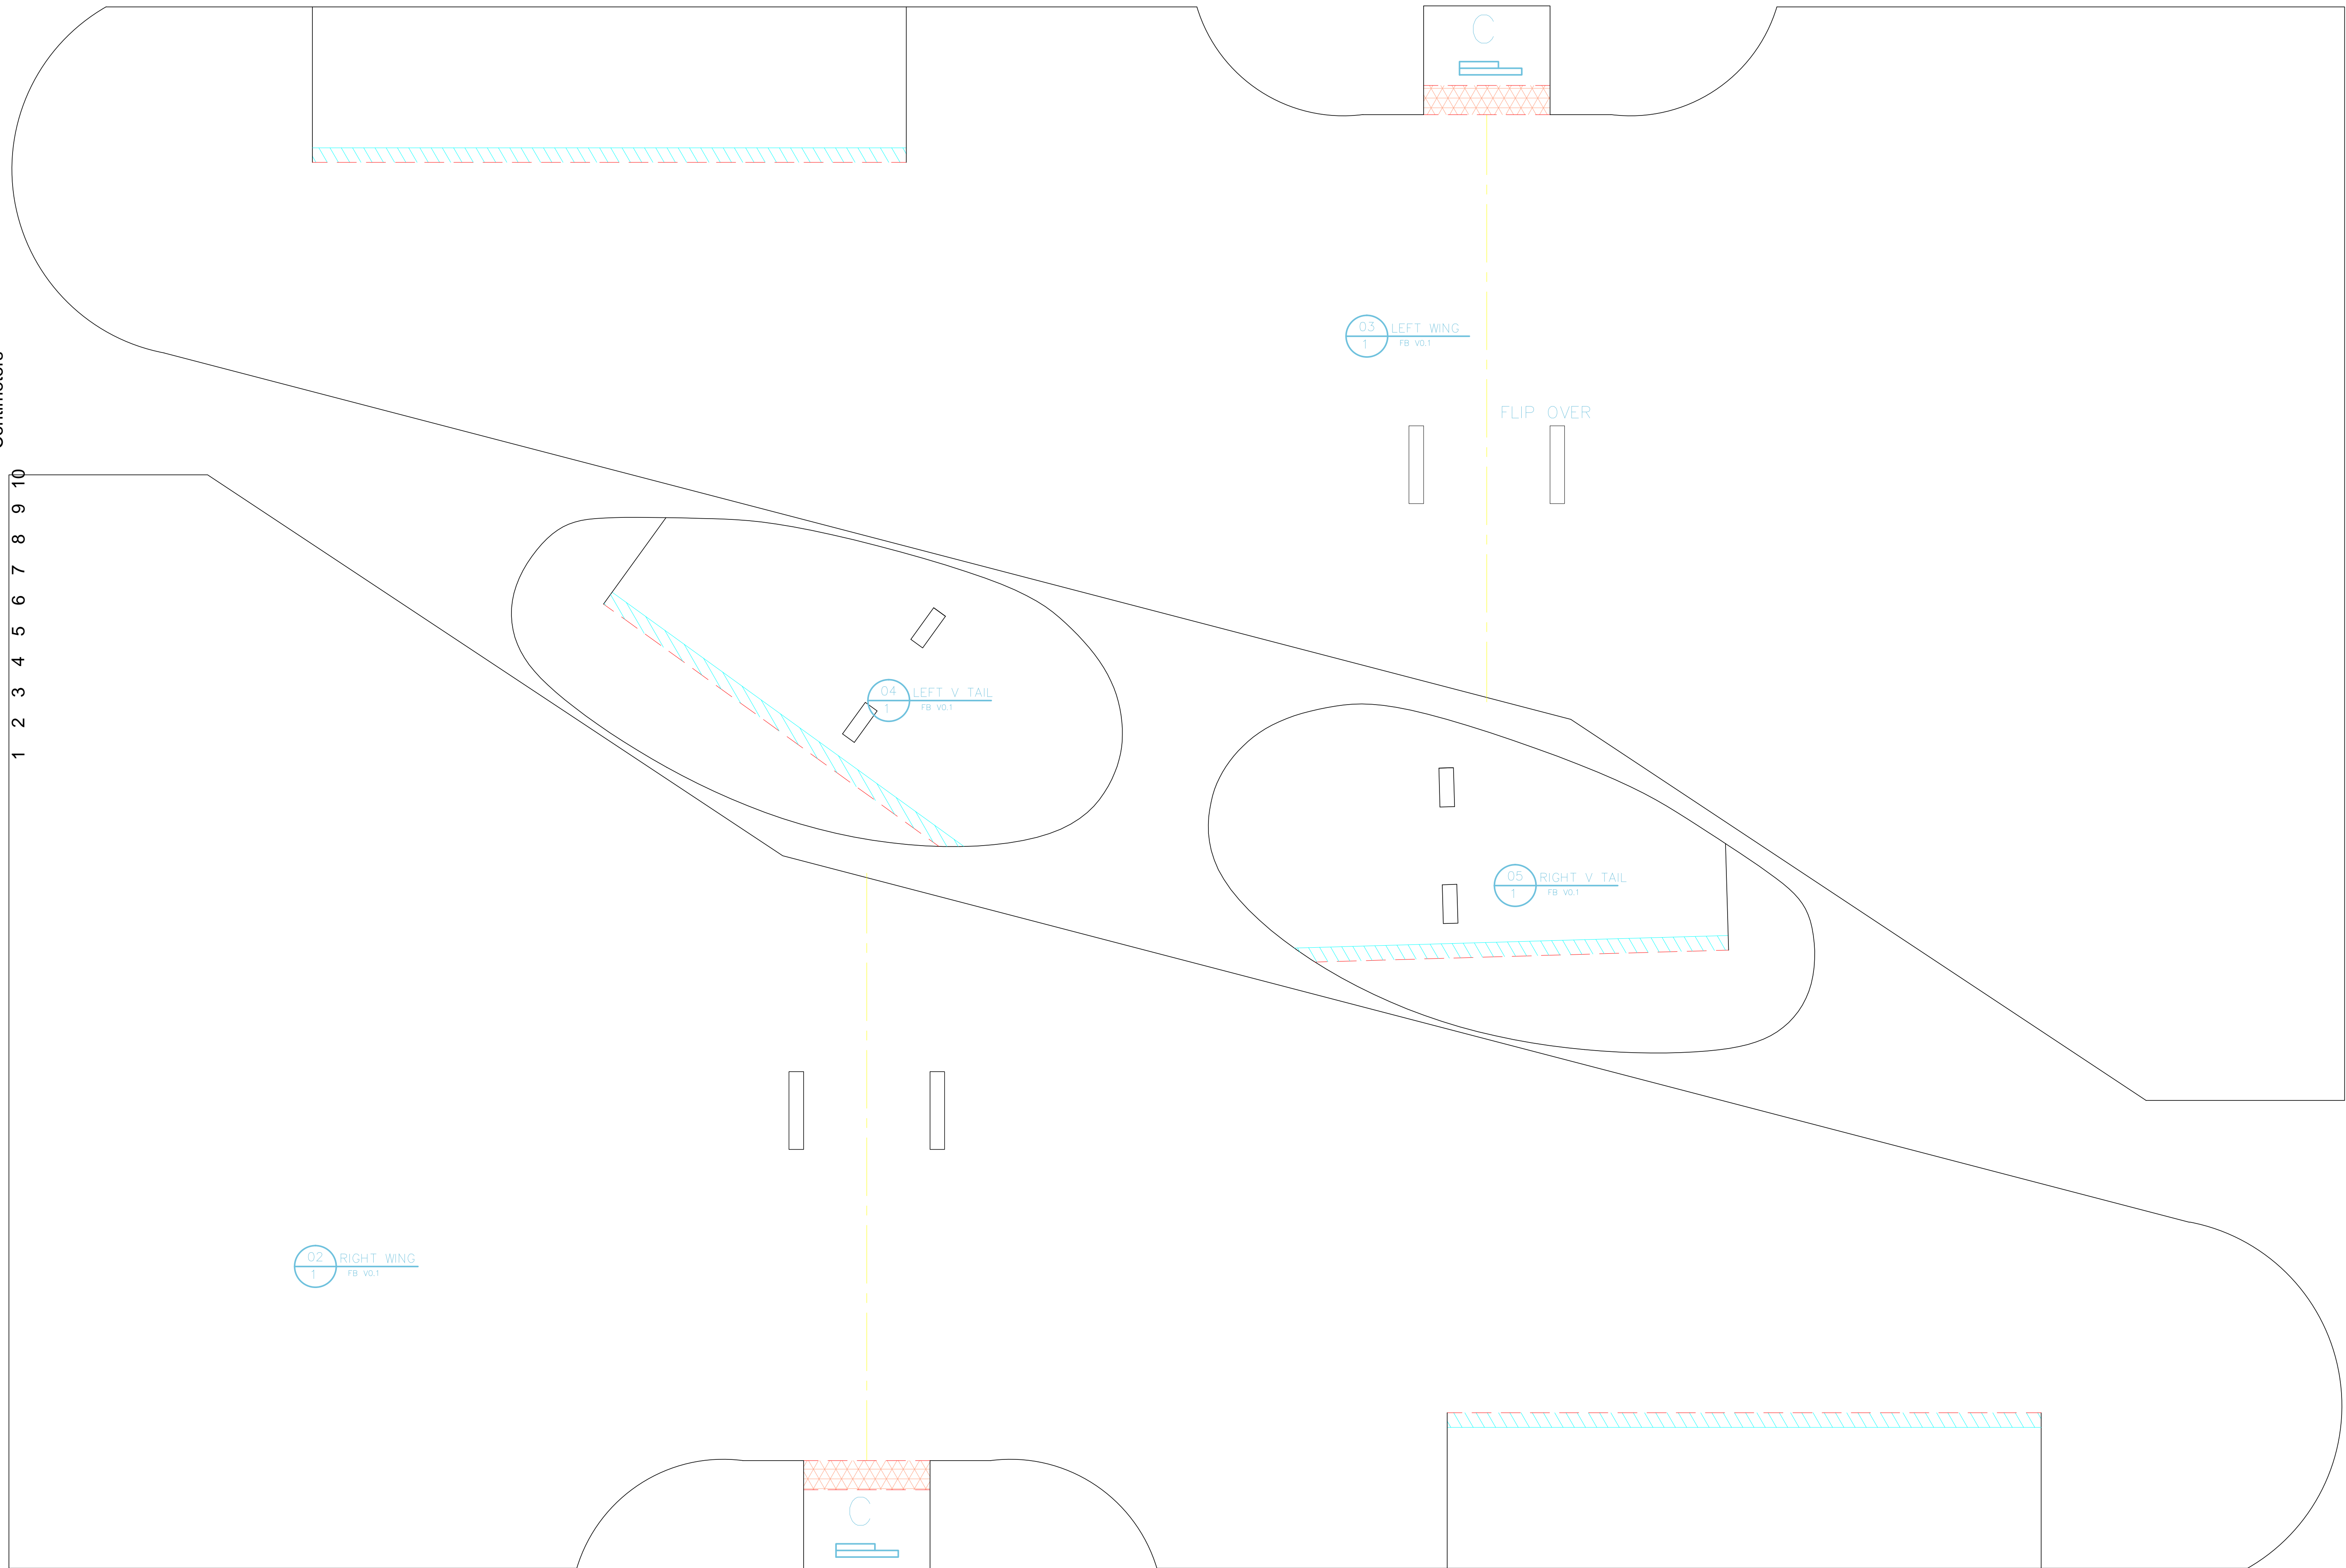 C
03 LEFT WING
1 FB V0.1
FLIP OVER
Centimeters
10
9
8
7
6
5
4
3
2
1
04 LEFT V TAIL
1 FB V0.1
05 RIGHT V TAIL
1 FB V0.1
02 RIGHT WING
1 FB V0.1
C